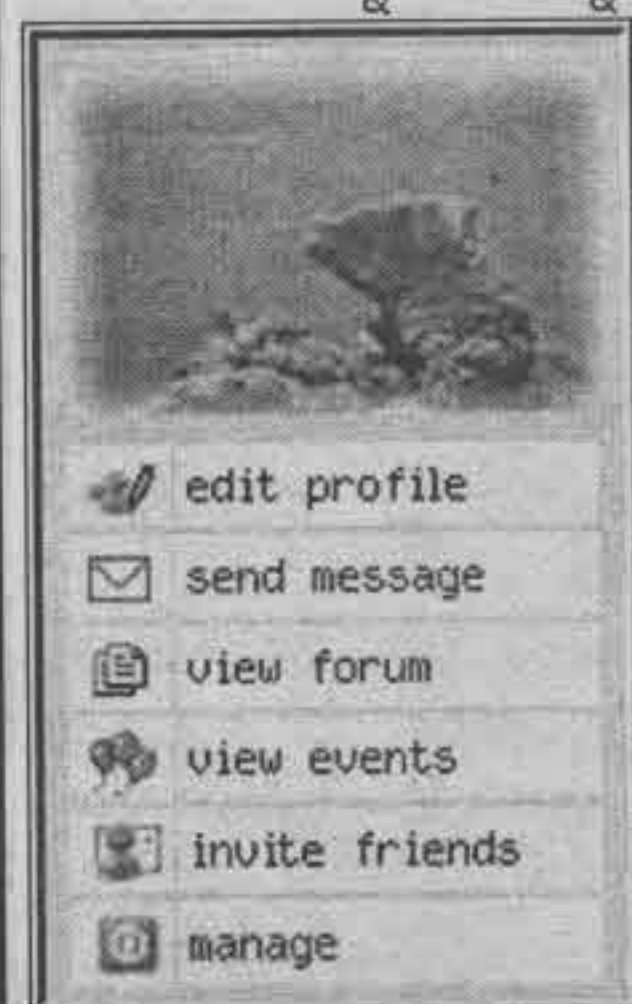 & &
edit profile
send message
view forum
view events
invite friends
manage